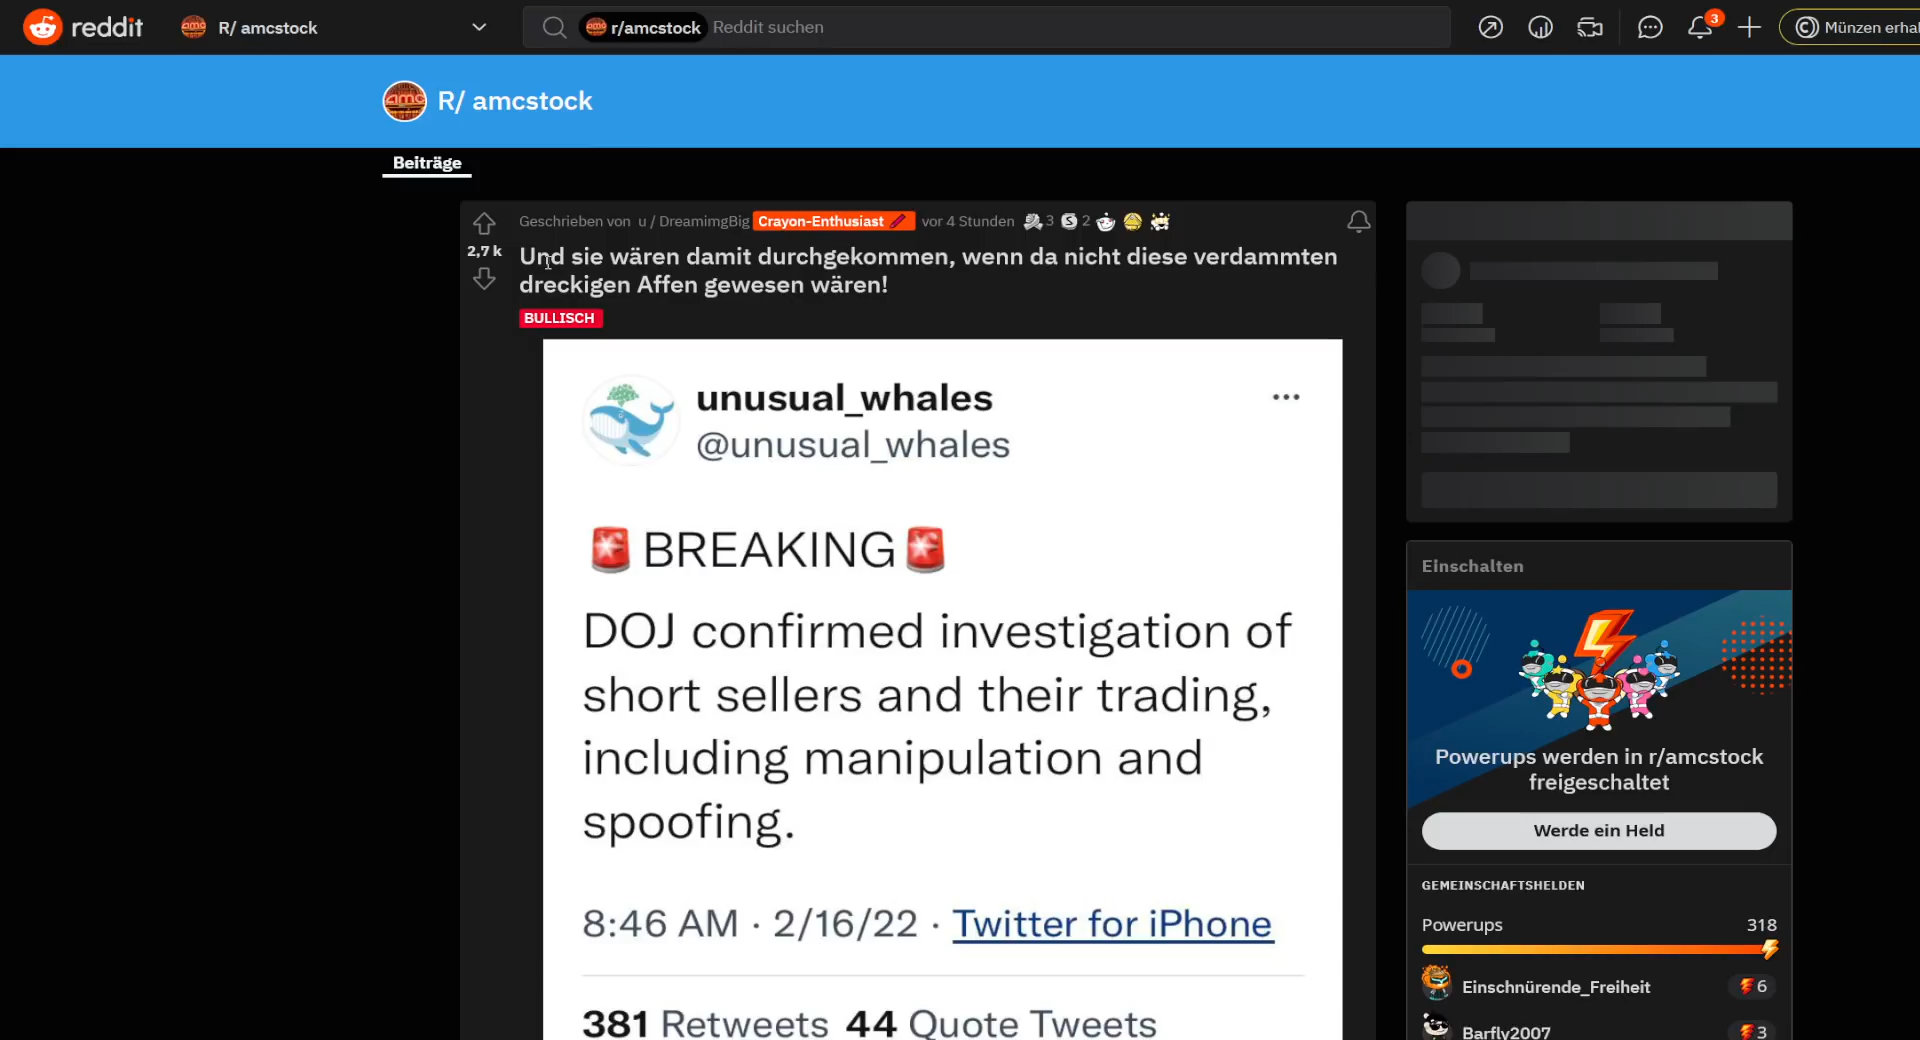 reddit
R/ amcstock
r/amcstock Reddit suchen
3
Münzen erhal
R/ amcstock
Beiträge
Geschrieben von u / DreamimgBig Crayon-Enthusiast vor 4 Stunden 3 2
2,7 k
Und sie wären damit durchgekommen, wenn da nicht diese verdammten
dreckigen Affen gewesen wären!
BULLISCH
unusual_whales
@unusual_whales
🚨BREAKING🚨
DOJ confirmed investigation of
short sellers and their trading,
including manipulation and
spoofing.
8:46 AM · 2/16/22 · Twitter for iPhone
381 Retweets 44 Quote Tweets
Einschalten
Powerups werden in r/amcstock
freigeschaltet
Werde ein Held
GEMEINSCHAFTSHELDEN
Powerups 318
Einschnürende_Freiheit 6
Barfly2007 3